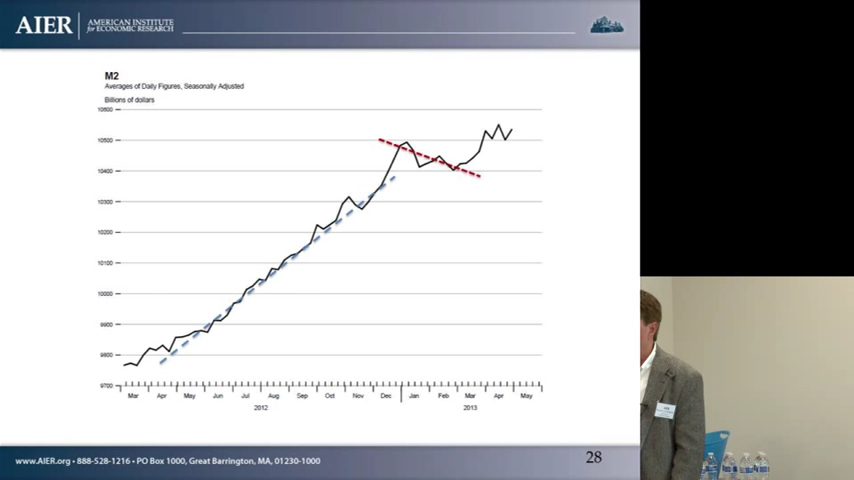 AIER
AMERICAN INSTITUTE
for ECONOMIC RESEARCH
M2
Averages of Daily Figures, Seasonally Adjusted
Billions of dollars
10600
10500
10400
10300
10200
10100
10000
9900
9800
9700
Mar Apr May Jun Jul Aug Sep Oct Nov Dec Jan Feb Mar Apr May
2012 2013
www.AIER.org • 888-528-1216 • PO Box 1000, Great Barrington, MA, 01230-1000
28